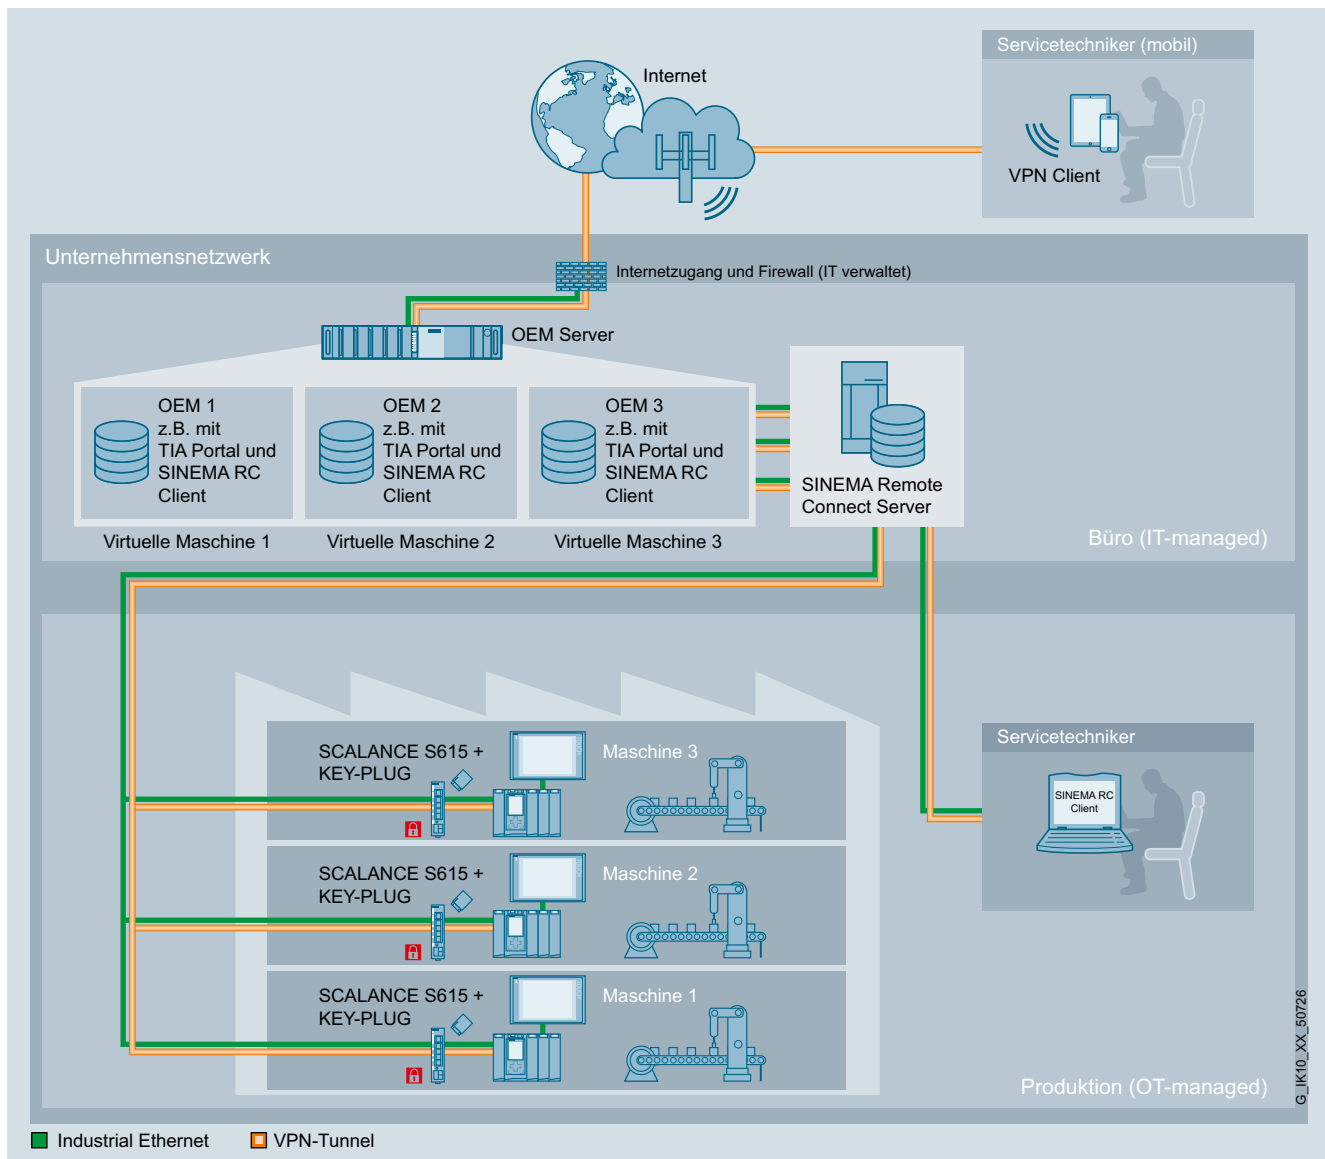 Servicetechniker (mobil)
Internet
VPN Client
Unternehmensnetzwerk
Internetzugang und Firewall (IT verwaltet)
OEM Server
OEM 1
z.B. mit
TIA Portal und
SINEMA RC
Client
OEM 2
z.B. mit
TIA Portal und
SINEMA RC
Client
OEM 3
z.B. mit
TIA Portal und
SINEMA RC
Client
SINEMA Remote
Connect Server
Virtuelle Maschine 1
Virtuelle Maschine 2
Virtuelle Maschine 3
Büro (IT-managed)
SCALANCE S615 +
KEY-PLUG
Maschine 3
Servicetechniker
SINEMA RC
Client
SCALANCE S615 +
KEY-PLUG
Maschine 2
SCALANCE S615 +
KEY-PLUG
Maschine 1
Produktion (OT-managed)
G_IK10_XX_50726
Industrial Ethernet
VPN-Tunnel